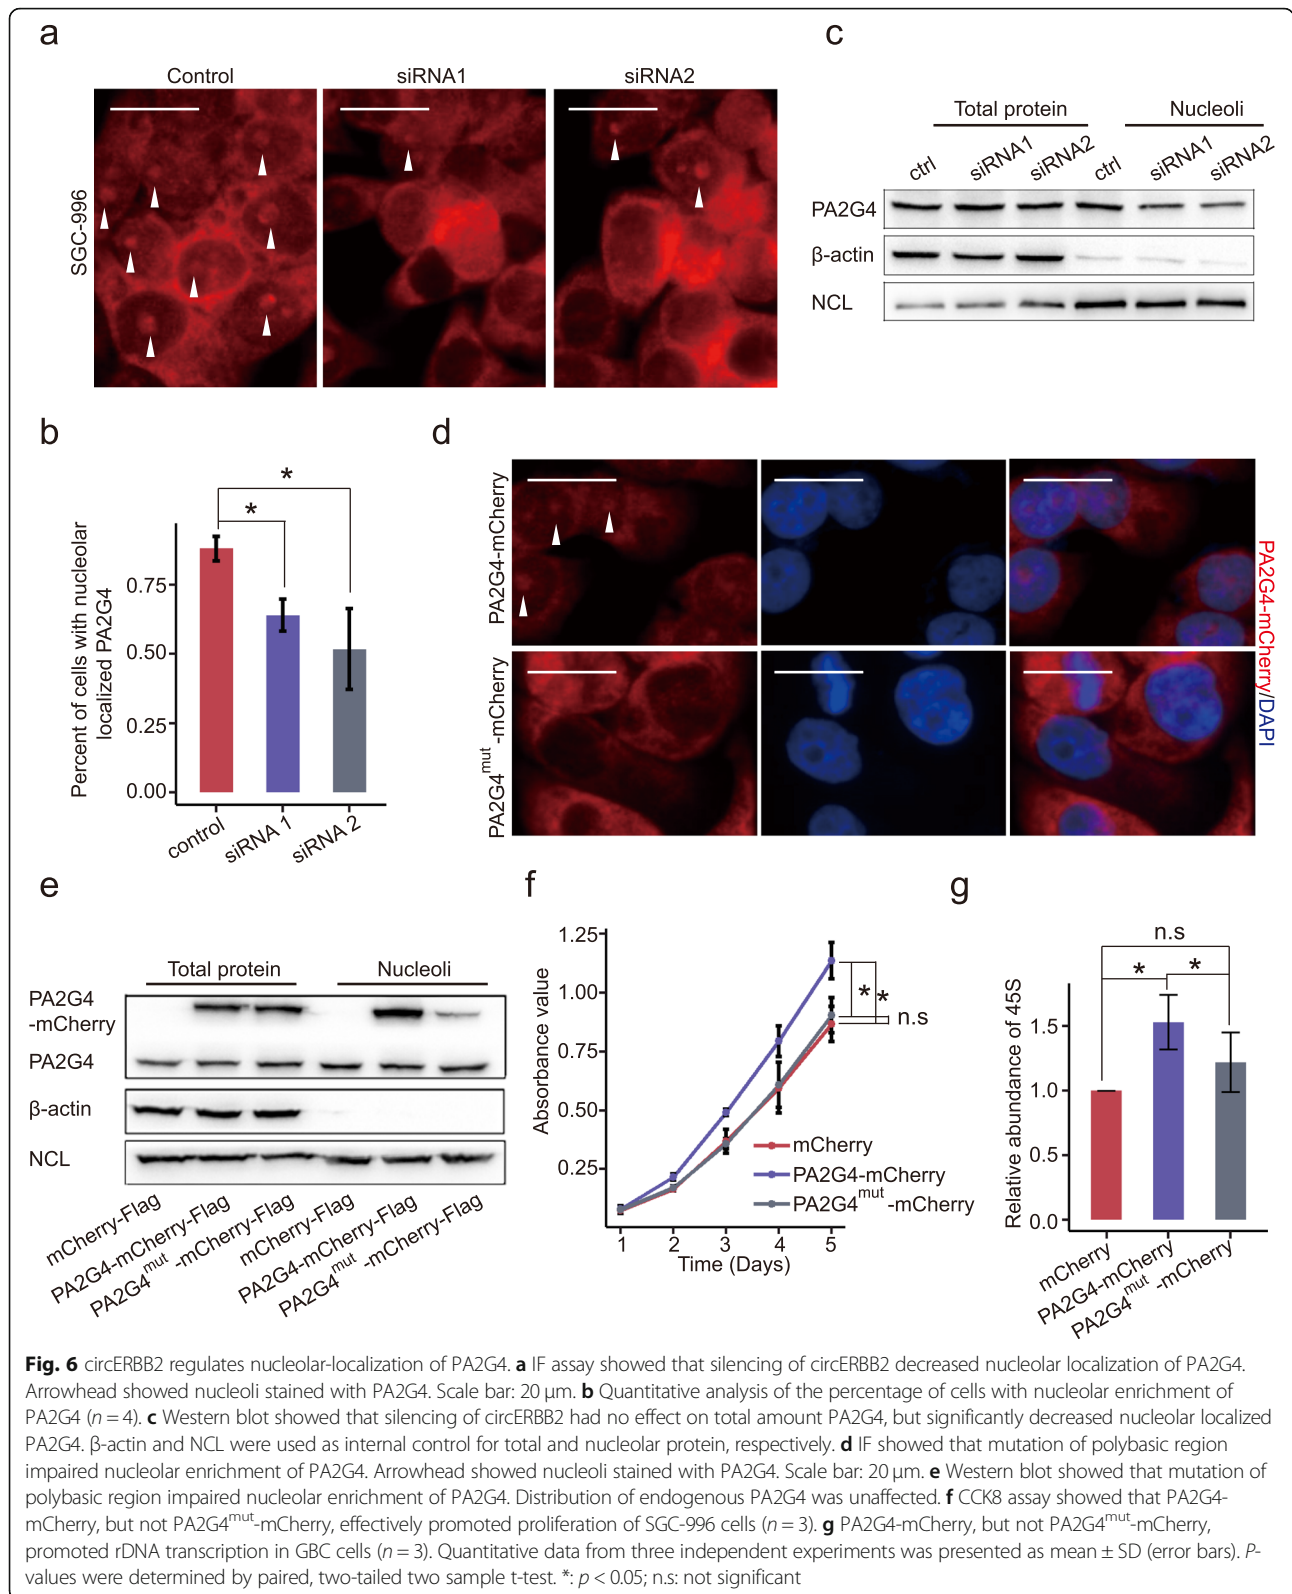 a
Control
siRNA1
siRNA2
SGC-996
c
Total protein
Nucleoli
ctrl
siRNA1
siRNA2
ctrl
siRNA1
siRNA2
PA2G4
β-actin
NCL
b
*
*
Percent of cells with nucleolar
localized PA2G4
0.75
0.50
0.25
0.00
control
siRNA 1
siRNA 2
d
PA2G4-mCherry
PA2G4mut-mCherry
PA2G4-mCherry/DAPI
e
Total protein
Nucleoli
PA2G4
-mCherry
PA2G4
β-actin
NCL
mCherry-Flag
PA2G4-mCherry-Flag
PA2G4mut-mCherry-Flag
mCherry-Flag
PA2G4-mCherry-Flag
PA2G4mut-mCherry-Flag
f
Absorbance value
1.25
1.00
0.75
0.50
0.25
* *
n.s
mCherry
PA2G4-mCherry
PA2G4mut-mCherry
1 2 3 4 5
Time (Days)
g
n.s
* *
Relative abundance of 45S
1.5
1.0
0.5
0.0
mCherry
PA2G4-mCherry
PA2G4mut-mCherry
Fig. 6 circERBB2 regulates nucleolar-localization of PA2G4. a IF assay showed that silencing of circERBB2 decreased nucleolar localization of PA2G4.
Arrowhead showed nucleoli stained with PA2G4. Scale bar: 20 μm. b Quantitative analysis of the percentage of cells with nucleolar enrichment of
PA2G4 (n = 4). c Western blot showed that silencing of circERBB2 had no effect on total amount PA2G4, but significantly decreased nucleolar localized
PA2G4. β-actin and NCL were used as internal control for total and nucleolar protein, respectively. d IF showed that mutation of polybasic region
impaired nucleolar enrichment of PA2G4. Arrowhead showed nucleoli stained with PA2G4. Scale bar: 20 μm. e Western blot showed that mutation of
polybasic region impaired nucleolar enrichment of PA2G4. Distribution of endogenous PA2G4 was unaffected. f CCK8 assay showed that PA2G4-
mCherry, but not PA2G4mut-mCherry, effectively promoted proliferation of SGC-996 cells (n = 3). g PA2G4-mCherry, but not PA2G4mut-mCherry,
promoted rDNA transcription in GBC cells (n = 3). Quantitative data from three independent experiments was presented as mean ± SD (error bars). P-
values were determined by paired, two-tailed two sample t-test. *: p < 0.05; n.s: not significant